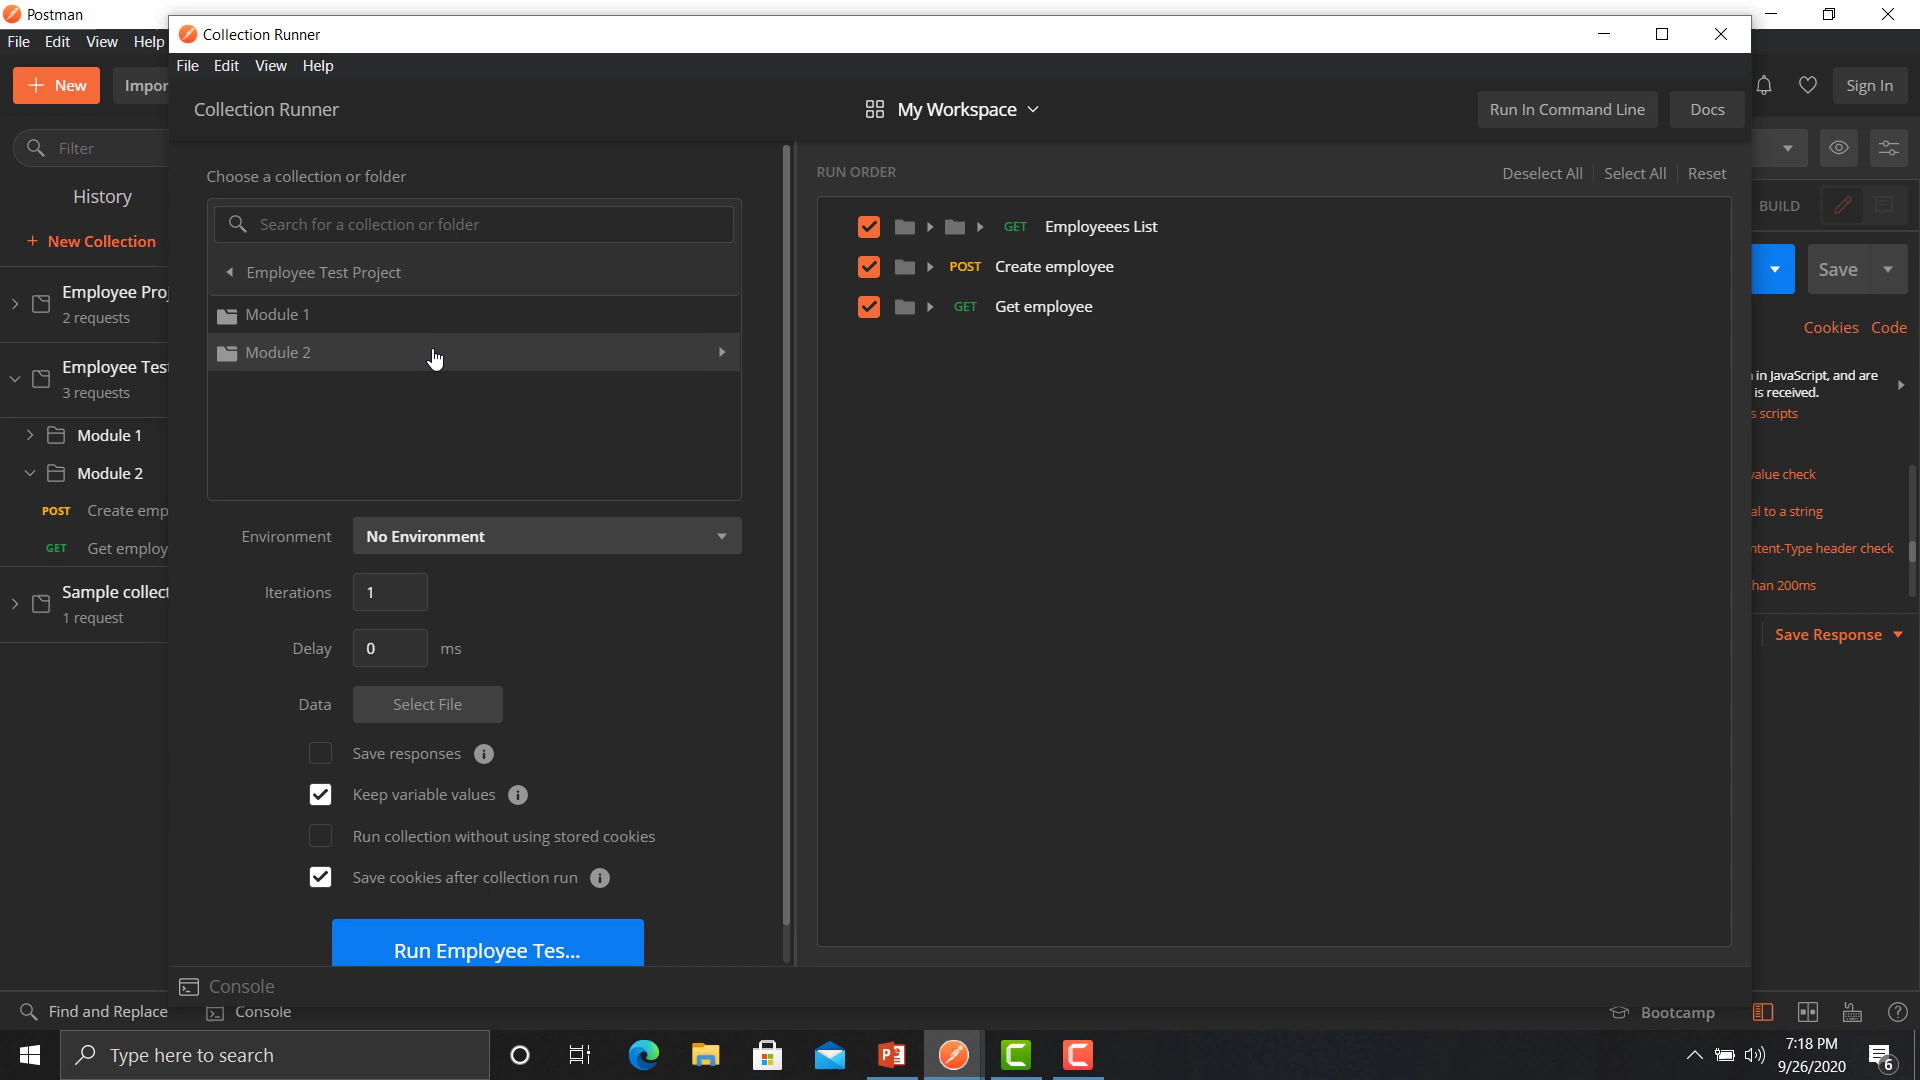 Postman
File Edit View Help
New
Impor
Filter
History
New Collection
Employee Proj
2 requests
Employee Test
3 requests
Module 1
Module 2
POST Create emp
GET Get employ
Sample collect
1 request
Find and Replace
Console
Collection Runner
File Edit View Help
Collection Runner
My Workspace
Run In Command Line
Docs
Choose a collection or folder
Search for a collection or folder
Employee Test Project
Module 1
Module 2
Environment No Environment
Iterations 1
Delay 0 ms
Data Select File
Save responses
Keep variable values
Run collection without using stored cookies
Save cookies after collection run
Run Employee Tes...
Console
RUN ORDER
Deselect All Select All Reset
GET Employeees List
POST Create employee
GET Get employee
Sign In
BUILD
Save
Cookies Code
in JavaScript, and are
is received.
s scripts
value check
al to a string
ntent-Type header check
han 200ms
Save Response
Bootcamp
Type here to search
7:18 PM
9/26/2020
6